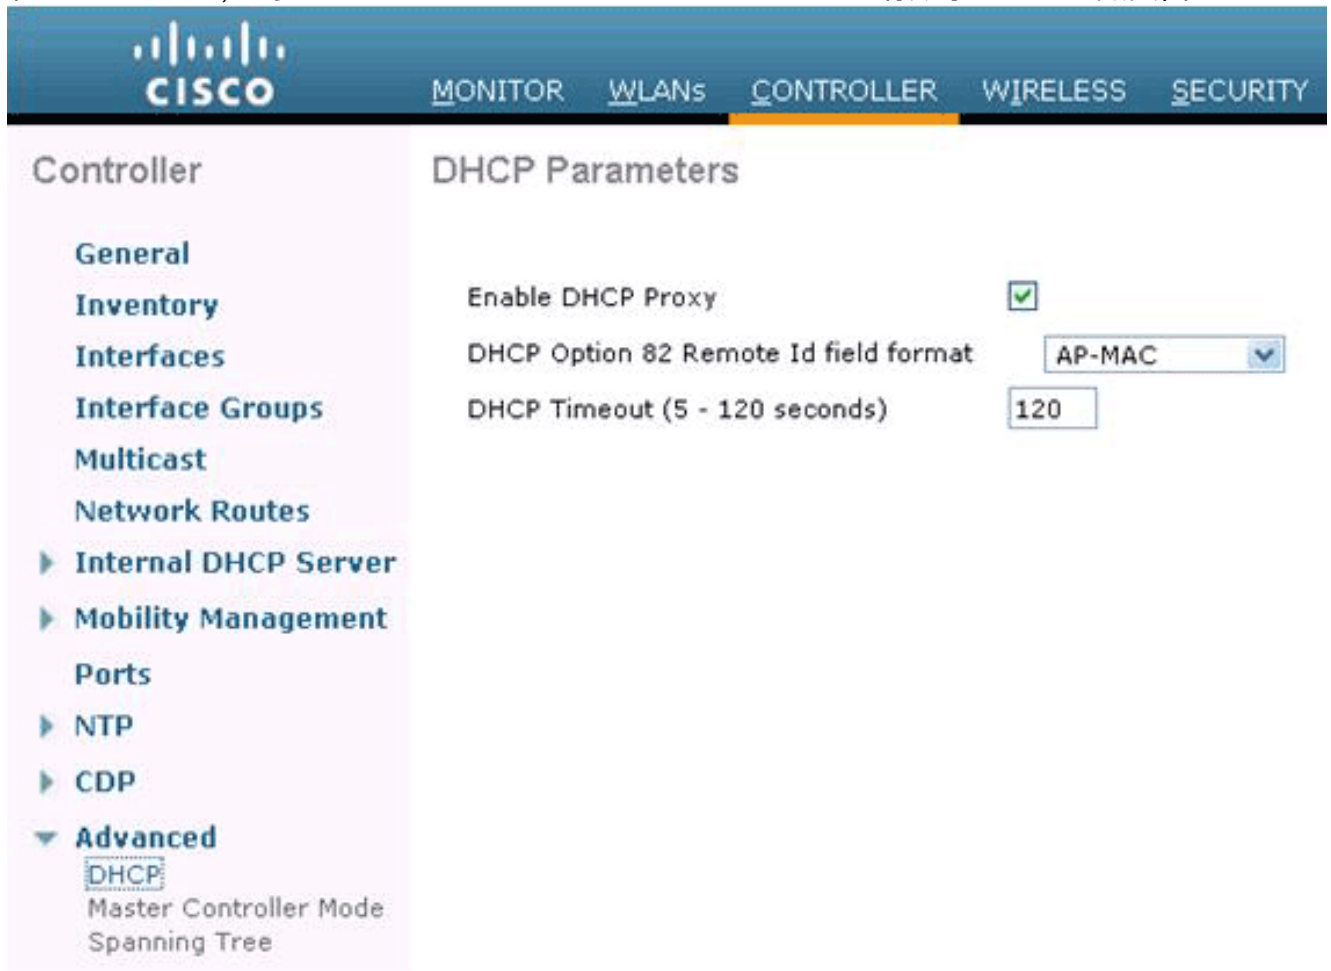 CISCO
MONITOR WLANs CONTROLLER WIRELESS SECURITY
Controller
DHCP Parameters
General
Inventory
Interfaces
Interface Groups
Multicast
Network Routes
Internal DHCP Server
Mobility Management
Ports
NTP
CDP
Advanced
DHCP
Master Controller Mode
Spanning Tree
Enable DHCP Proxy
DHCP Option 82 Remote Id field format AP-MAC
DHCP Timeout (5 - 120 seconds) 120